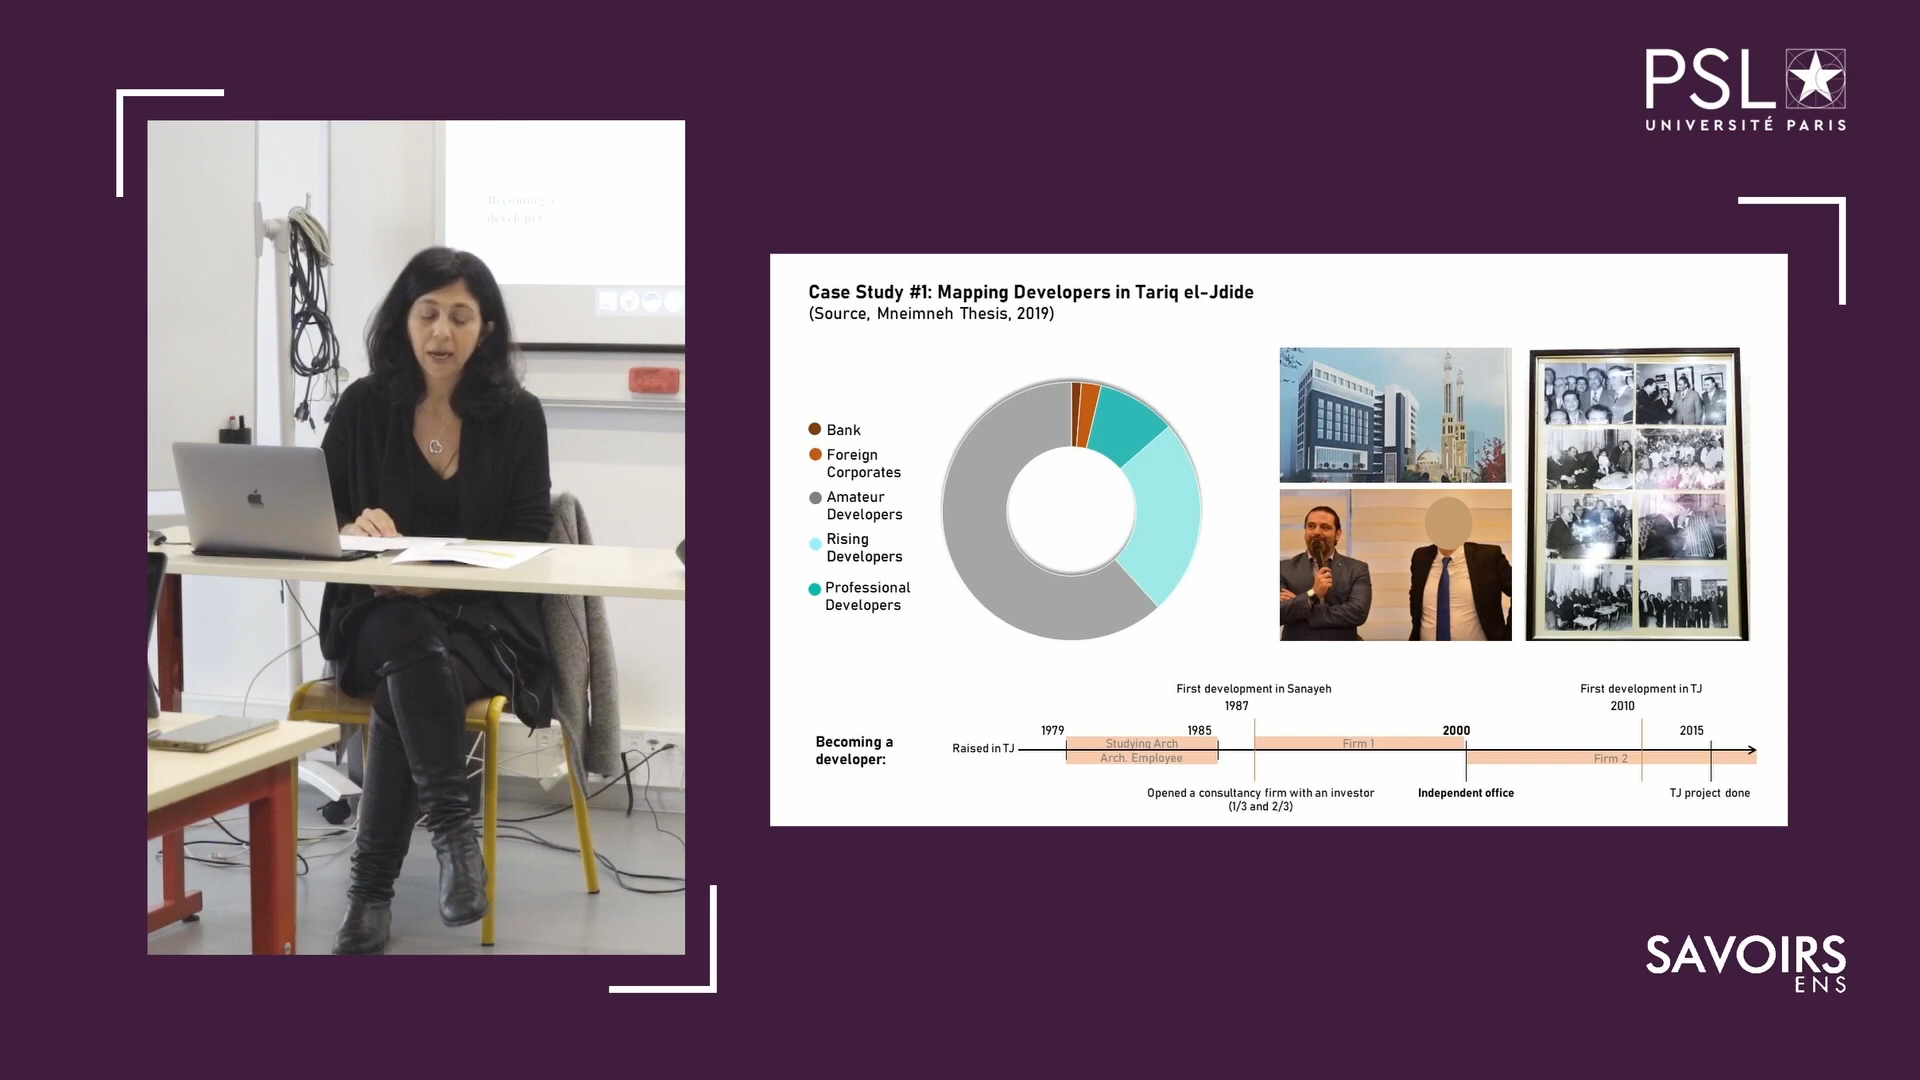 PSL
UNIVERSITÉ PARIS
Becoming a
developer
Case Study #1: Mapping Developers in Tariq el-Jdide
(Source, Mneimneh Thesis, 2019)
Bank
Foreign
Corporates
Amateur
Developers
Rising
Developers
Professional
Developers
First development in Sanayeh
1987
First development in TJ
2010
1979
1985
2000
2015
Becoming a
developer:
Raised in TJ
Studying Arch
Arch. Employee
Firm 1
Firm 2
Opened a consultancy firm with an investor
(1/3 and 2/3)
Independent office
TJ project done
SAVOIRS
ENS